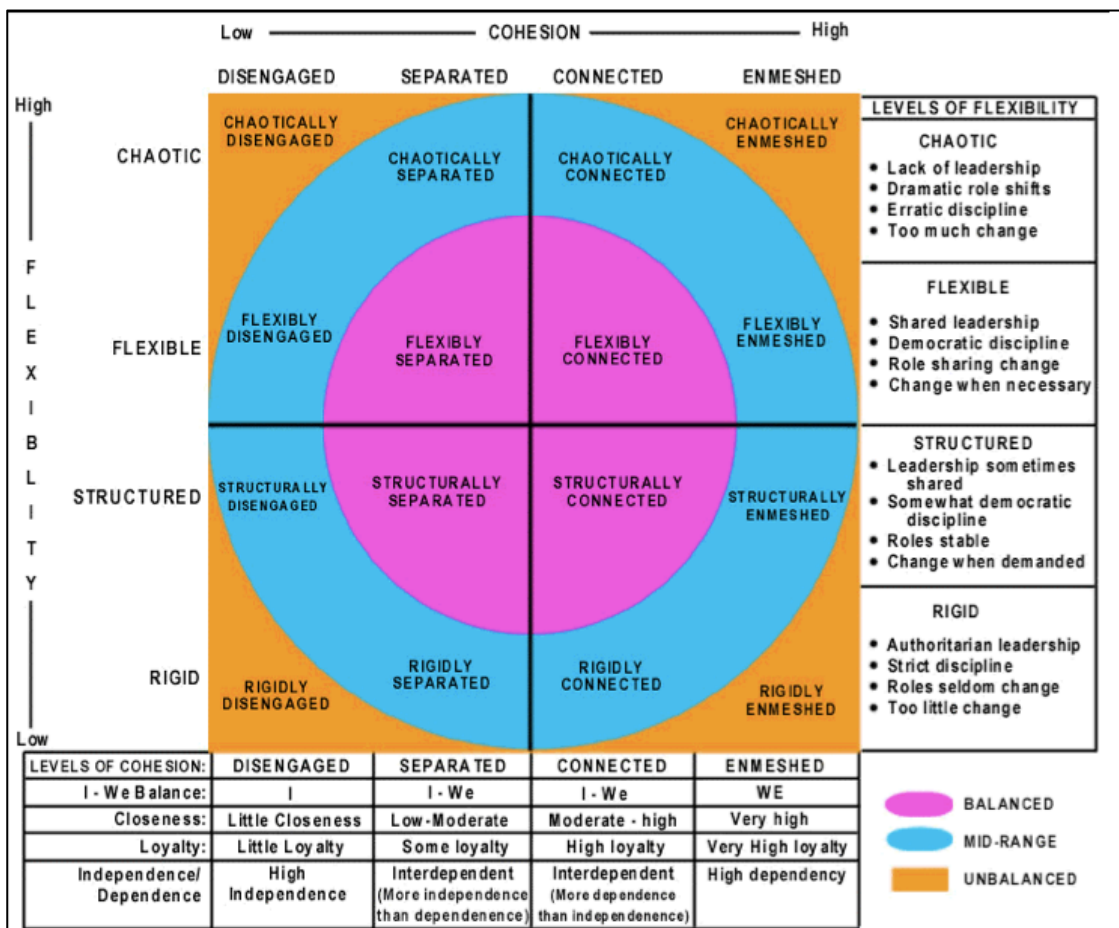 Low COHESION High
DISENGAGED SEPARATED CONNECTED ENMESHED
High
FLEXIBLITY
Low
CHAOTIC
FLEXIBLE
STRUCTURED
RIGID
CHAOTICALLY
DISENGAGED
CHAOTICALLY
SEPARATED
CHAOTICALLY
CONNECTED
CHAOTICALLY
ENMESHED
FLEXIBLY
DISENGAGED
FLEXIBLY
SEPARATED
FLEXIBLY
CONNECTED
FLEXIBLY
ENMESHED
STRUCTURALLY
DISENGAGED
STRUCTURALLY
SEPARATED
STRUCTURALLY
CONNECTED
STRUCTURALLY
ENMESHED
RIGIDLY
DISENGAGED
RIGIDLY
SEPARATED
RIGIDLY
CONNECTED
RIGIDLY
ENMESHED
LEVELS OF FLEXIBILITY
CHAOTIC
• Lack of leadership
• Dramatic role shifts
• Erratic discipline
• Too much change
FLEXIBLE
• Shared leadership
• Democratic discipline
• Role sharing change
• Change when necessary
STRUCTURED
• Leadership sometimes
shared
• Somewhat democratic
discipline
• Roles stable
• Change when demanded
RIGID
• Authoritarian leadership
• Strict discipline
• Roles seldom change
• Too little change
LEVELS OF COHESION: DISENGAGED SEPARATED CONNECTED ENMESHED
I - We Balance: I I - We I - We WE
Closeness: Little Closeness Low-Moderate Moderate - high Very high
Loyalty: Little Loyalty Some loyalty High loyalty Very High loyalty
Independence/
Dependence
High
Independence
Interdependent
(More independence
than dependenence)
Interdependent
(More dependence
than indepenence)
High dependency
BALANCED
MID-RANGE
UNBALANCED